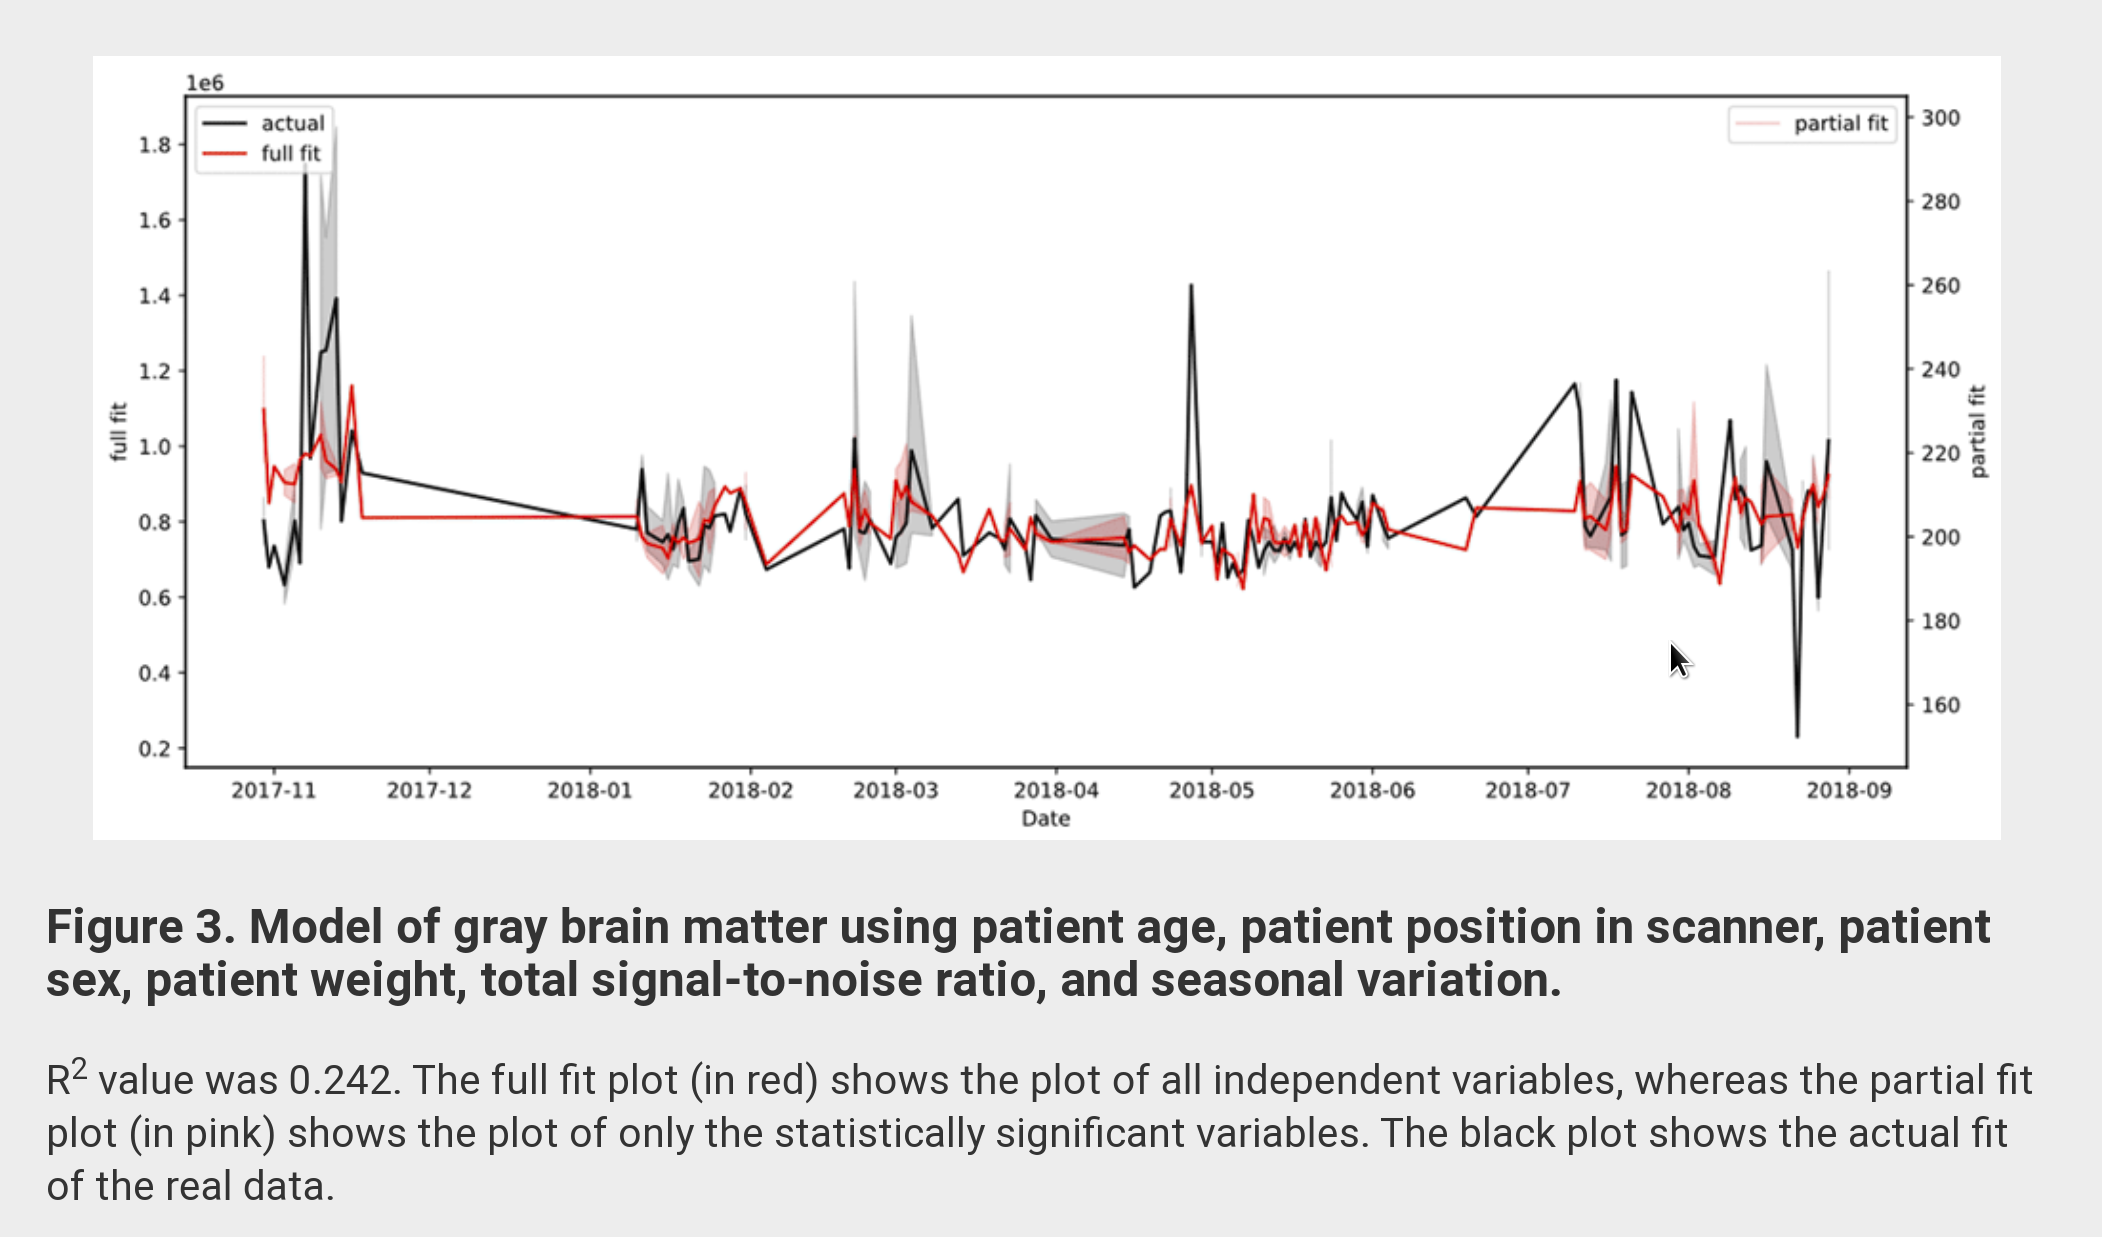 1e6
actual
full fit
partial fit
1.8
1.6
1.4
1.2
1.0
0.8
0.6
0.4
0.2
full fit
300
280
260
240
220
200
180
160
partial fit
2017-11 2017-12 2018-01 2018-02 2018-03 2018-04 2018-05 2018-06 2018-07 2018-08 2018-09
Date
Figure 3. Model of gray brain matter using patient age, patient position in scanner, patient
sex, patient weight, total signal-to-noise ratio, and seasonal variation.
R² value was 0.242. The full fit plot (in red) shows the plot of all independent variables, whereas the partial fit
plot (in pink) shows the plot of only the statistically significant variables. The black plot shows the actual fit
of the real data.